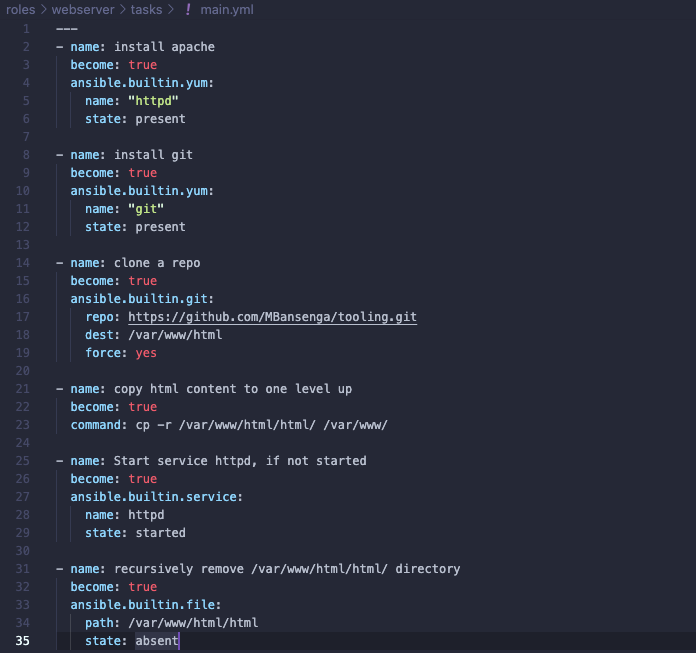 roles > webserver > tasks > ! main.yml
1 ---
2 - name: install apache
3   become: true
4   ansible.builtin.yum:
5     name: "httpd"
6     state: present
7
8 - name: install git
9   become: true
10   ansible.builtin.yum:
11     name: "git"
12     state: present
13
14 - name: clone a repo
15   become: true
16   ansible.builtin.git:
17     repo: https://github.com/MBansenga/tooling.git
18     dest: /var/www/html
19     force: yes
20
21 - name: copy html content to one level up
22   become: true
23   command: cp -r /var/www/html/html/ /var/www/
24
25 - name: Start service httpd, if not started
26   become: true
27   ansible.builtin.service:
28     name: httpd
29     state: started
30
31 - name: recursively remove /var/www/html/html/ directory
32   become: true
33   ansible.builtin.file:
34     path: /var/www/html/html
35     state: absent